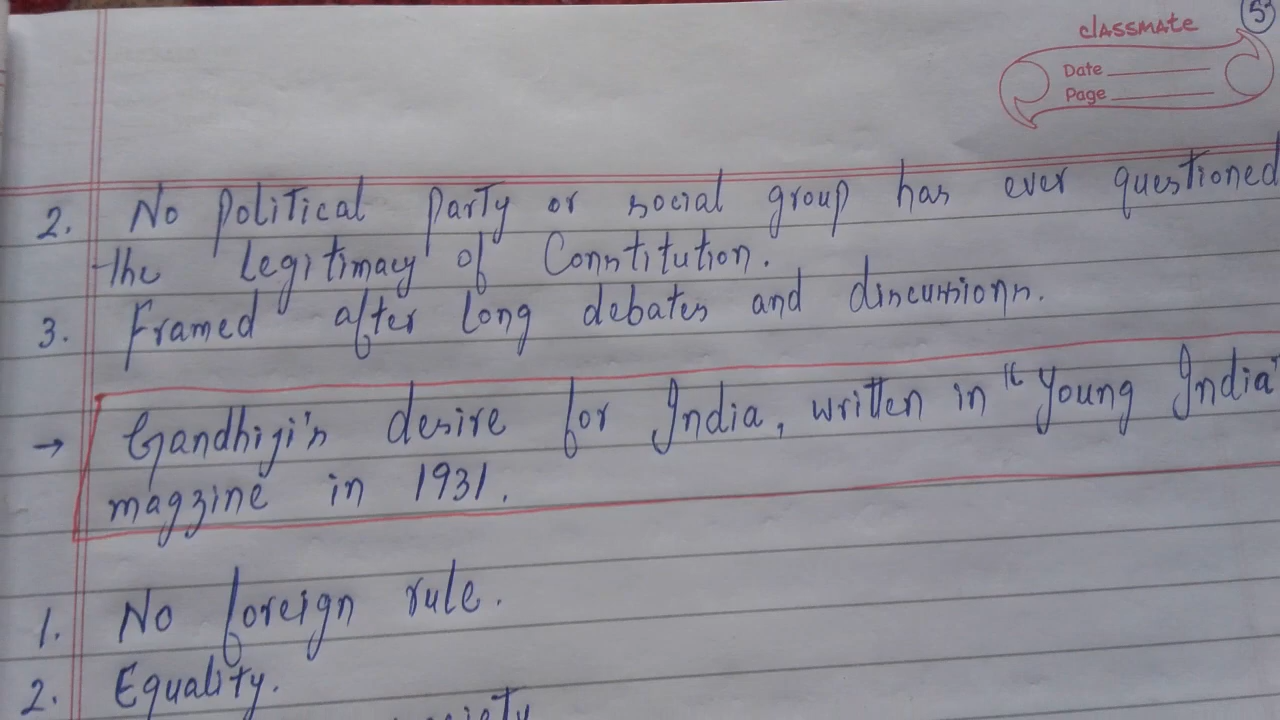 5
classmate
Date
Page
2. No political party or social group has ever questioned
the legitimacy of Constitution.
3. Framed after long debates and discussions.
→ Gandhiji's desire for India, written in "Young India"
magzine in 1931.
1. No foreign rule.
2. Equality.